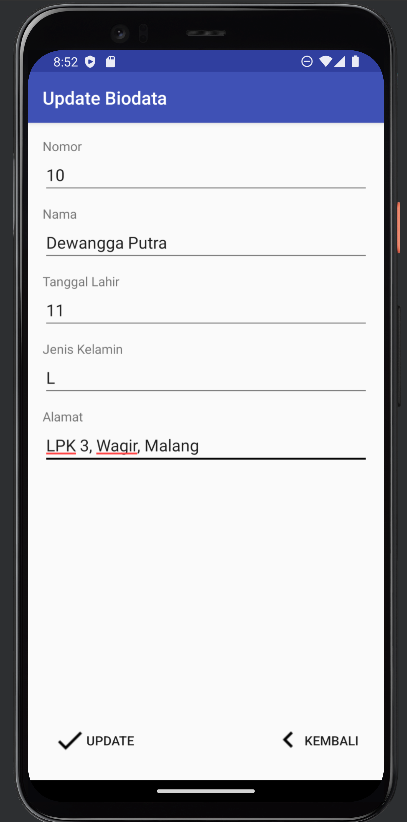 8:52
Update Biodata
Nomor
10
Nama
Dewangga Putra
Tanggal Lahir
11
Jenis Kelamin
L
Alamat
LPK 3, Wagir, Malang
UPDATE
KEMBALI